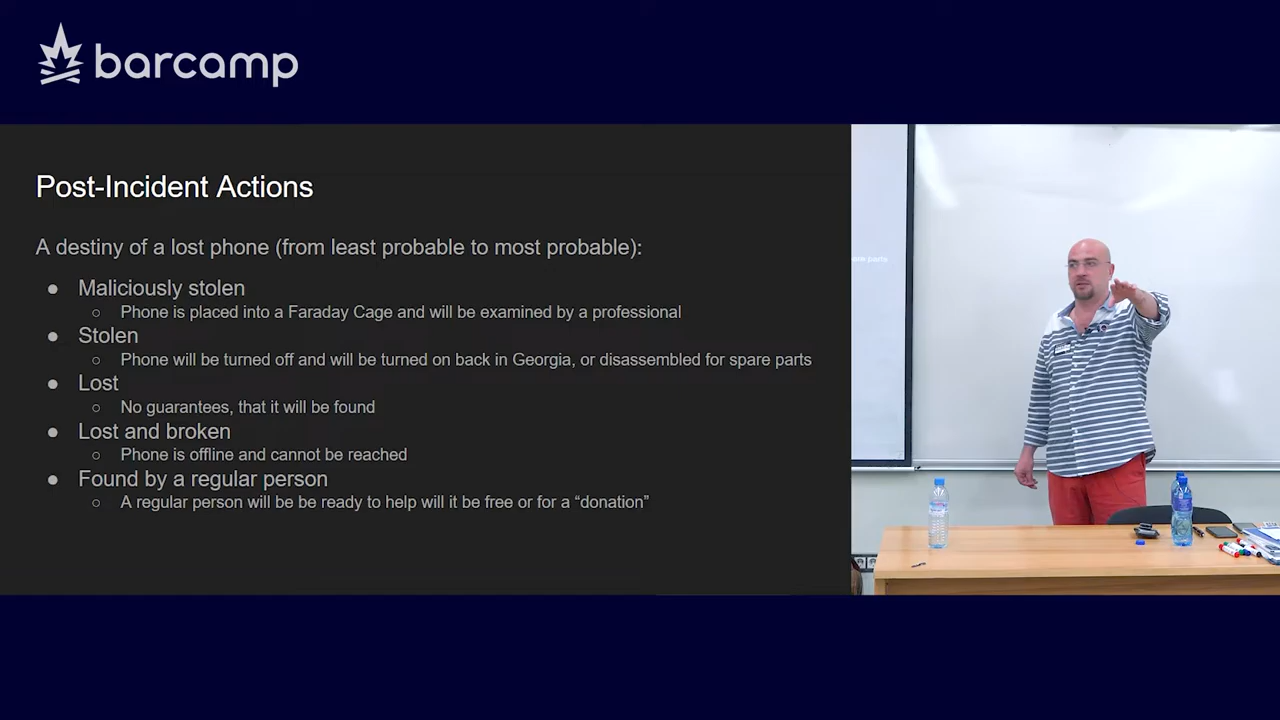 barcamp
Post-Incident Actions
A destiny of a lost phone (from least probable to most probable):
● Maliciously stolen
○ Phone is placed into a Faraday Cage and will be examined by a professional
● Stolen
○ Phone will be turned off and will be turned on back in Georgia, or disassembled for spare parts
● Lost
○ No guarantees, that it will be found
● Lost and broken
○ Phone is offline and cannot be reached
● Found by a regular person
○ A regular person will be be ready to help will it be free or for a “donation”
parts